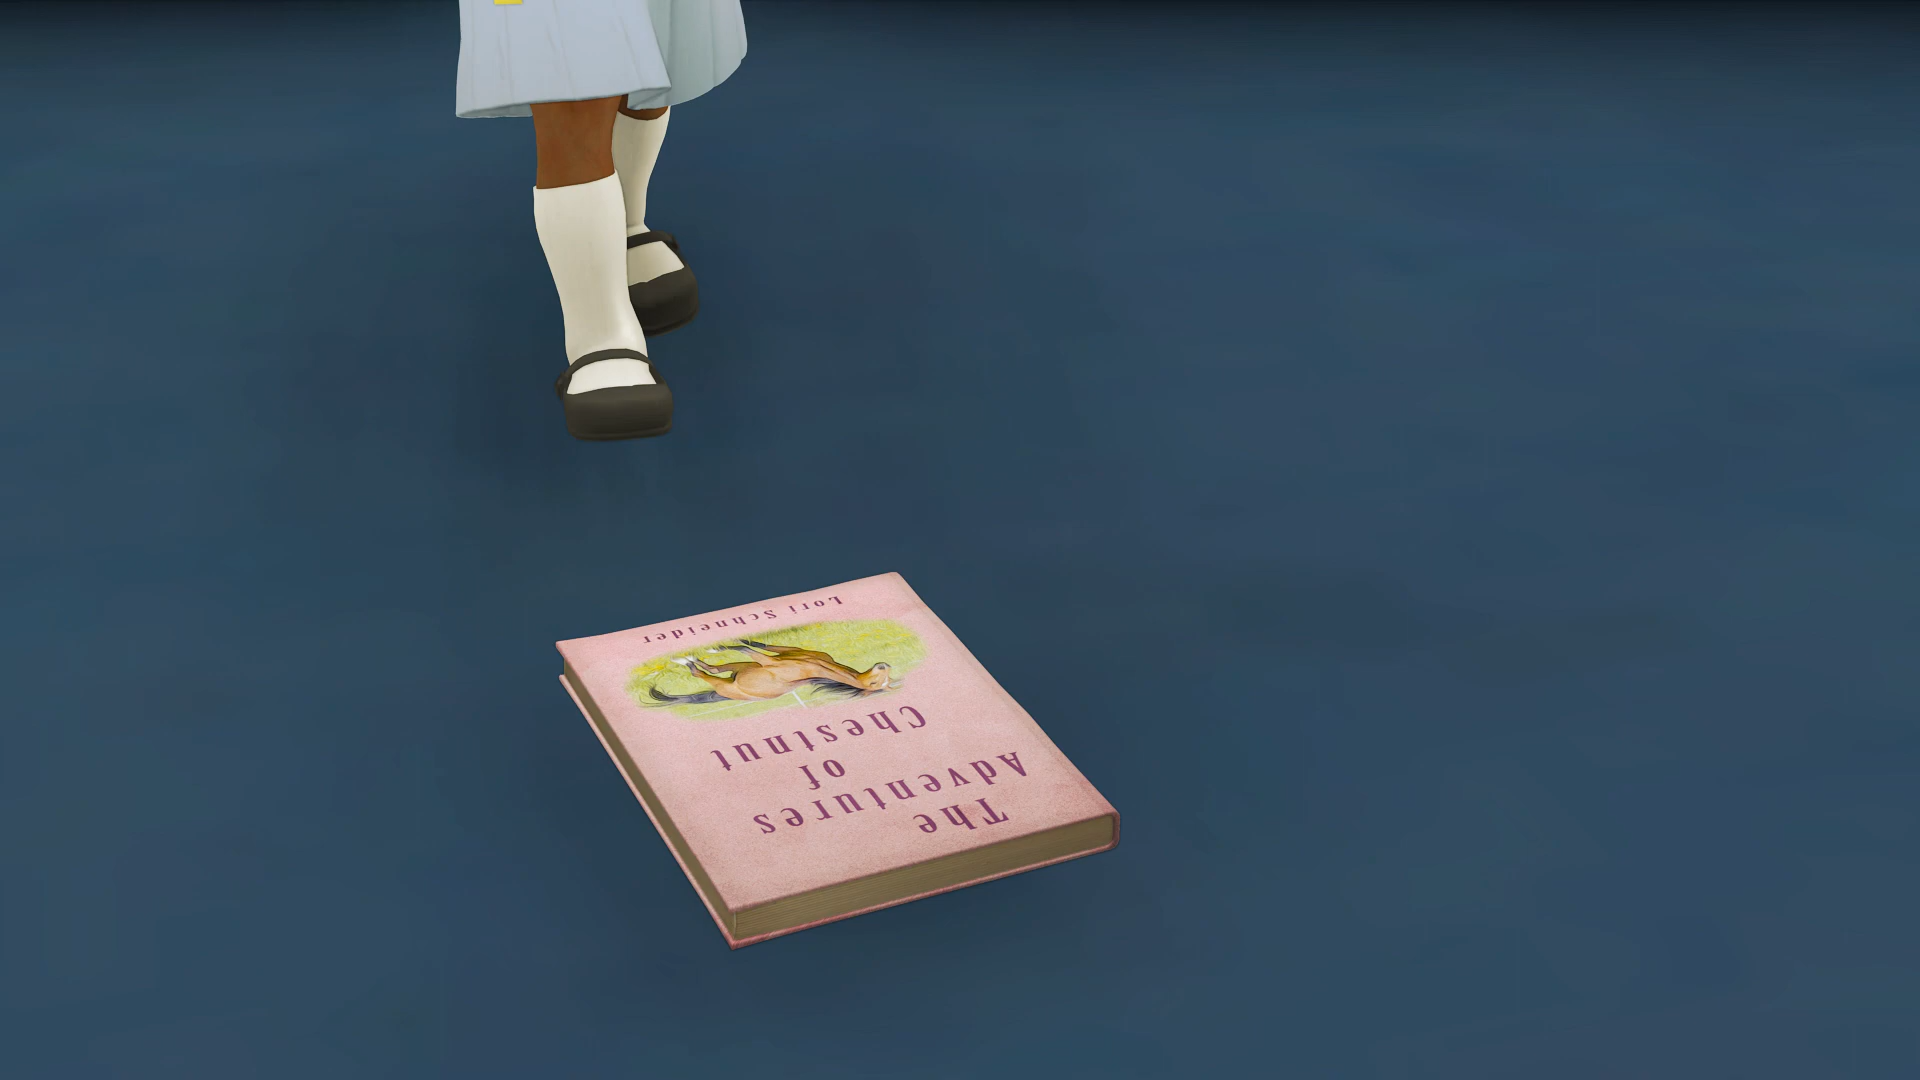 The
Adventures
of
Chestnut
Lori Schneider